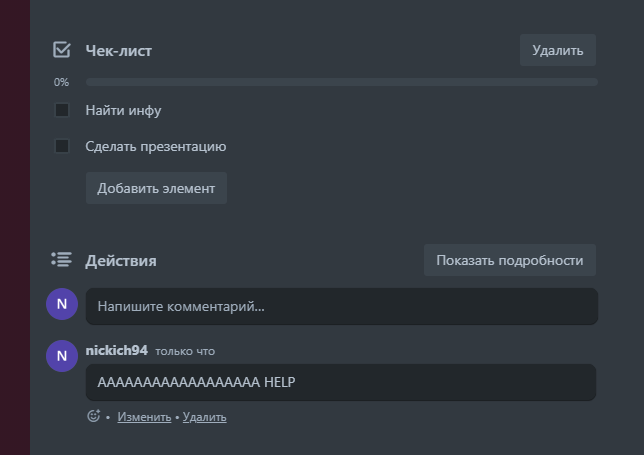 Чек-лист
Удалить
0%
Найти инфу
Сделать презентацию
Добавить элемент
Действия
Показать подробности
N Напишите комментарий...
N nickich94 только что
АААААААААААААААААА HELP
• Изменить • Удалить